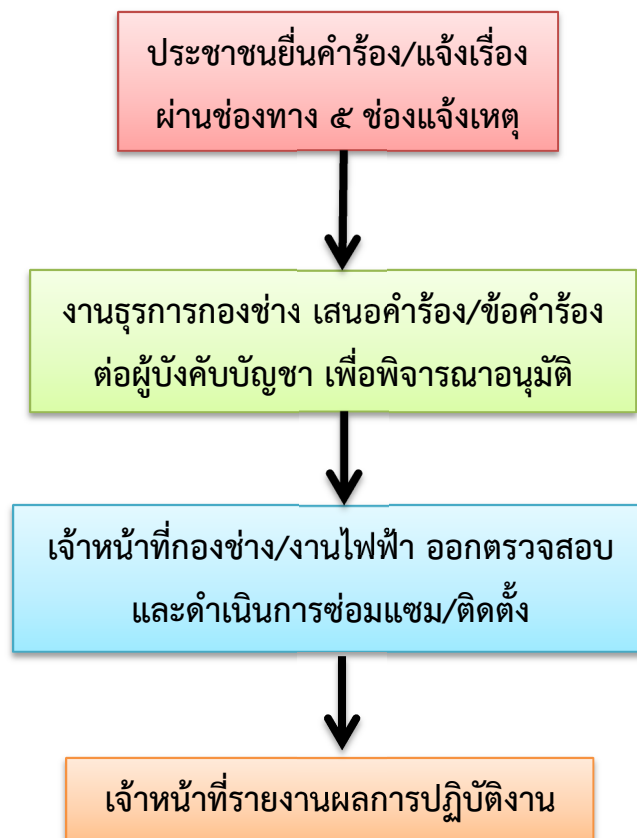 ประชาชนยื่นคำร้อง/แจ้งเรื่อง
ผ่านช่องทาง ๕ ช่องแจ้งเหตุ
งานธุรการกองช่าง เสนอคำร้อง/ข้อคำร้อง
ต่อผู้บังคับบัญชา เพื่อพิจารณาอนุมัติ
เจ้าหน้าที่กองช่าง/งานไฟฟ้า ออกตรวจสอบ
และดำเนินการซ่อมแซม/ติดตั้ง
เจ้าหน้าที่รายงานผลการปฏิบัติงาน